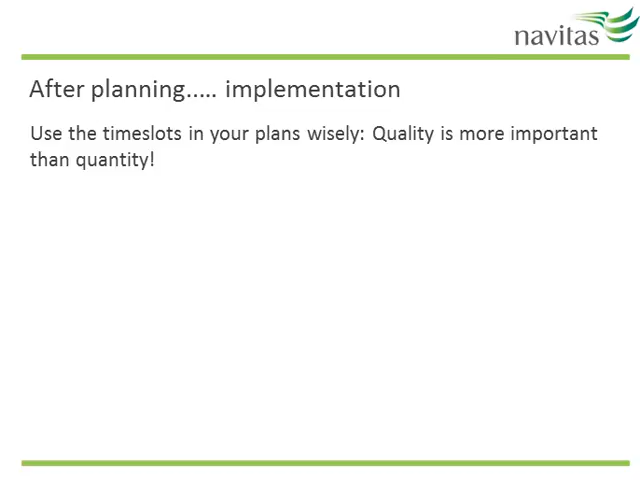 navitas
After planning..... implementation
Use the timeslots in your plans wisely: Quality is more important
than quantity!